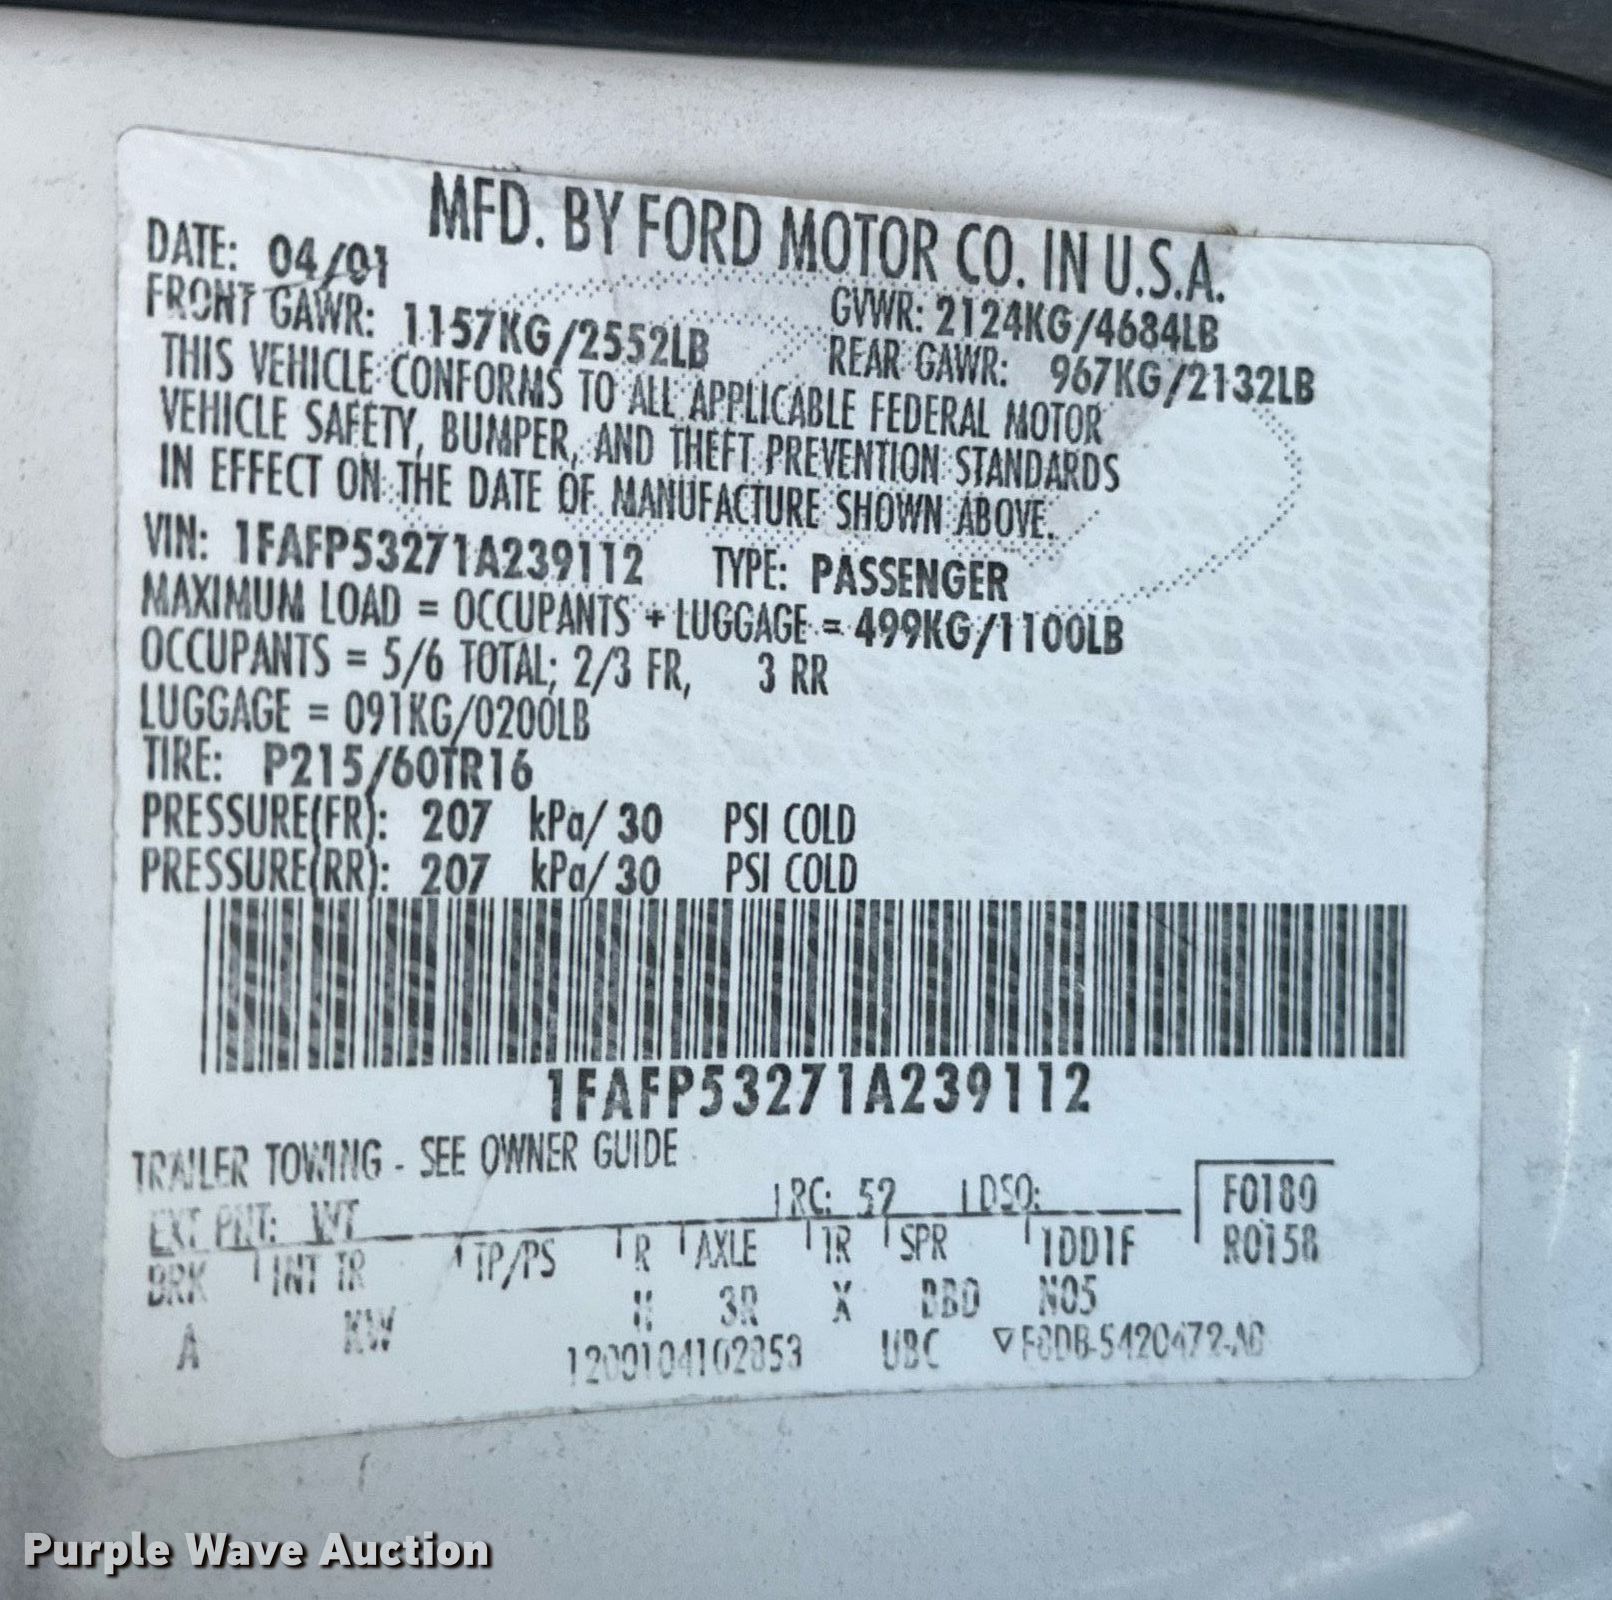 MFD. BY FORD MOTOR CO. IN U.S.A.
DATE: 04/01 GVWR: 2124KG/4684LB
FRONT GAWR: 1157KG/2552LB REAR GAWR: 967KG/2132LB
THIS VEHICLE CONFORMS TO ALL APPLICABLE FEDERAL MOTOR
VEHICLE SAFETY, BUMPER, AND THEFT PREVENTION STANDARDS
IN EFFECT ON THE DATE OF MANUFACTURE SHOWN ABOVE.
VIN: 1FAFP53271A239112 TYPE: PASSENGER
MAXIMUM LOAD = OCCUPANTS + LUGGAGE = 499KG/1100LB
OCCUPANTS = 5/6 TOTAL; 2/3 FR, 3 RR
LUGGAGE = 091KG/0200LB
TIRE: P215/60TR16
PRESSURE(FR): 207 kPa/ 30 PSI COLD
PRESSURE(RR): 207 kPa/ 30 PSI COLD
1FAFP53271A239112
TRAILER TOWING - SEE OWNER GUIDE
EXT PNT: WT RC: 52 DSO: F0180
BRK INT TR TP/PS R AXLE TR SPR 1DD1F R0158
A KW 3R X N05
1200104102853 UBC
Purple Wave Auction